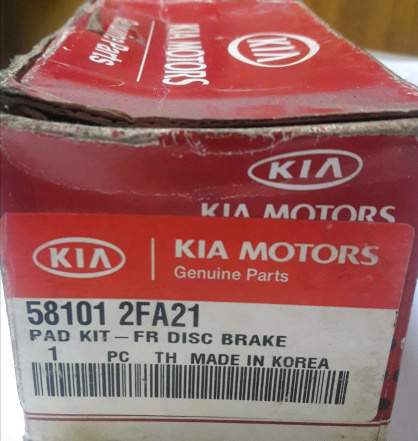 Genuine Parts
KIA MOTORS
KIA
KIA
KIA MOTORS
KIA
KIA MOTORS
Genuine Parts
58101 2FA21
PAD KIT – FR DISC BRAKE
1 PC TH MADE IN KOREA